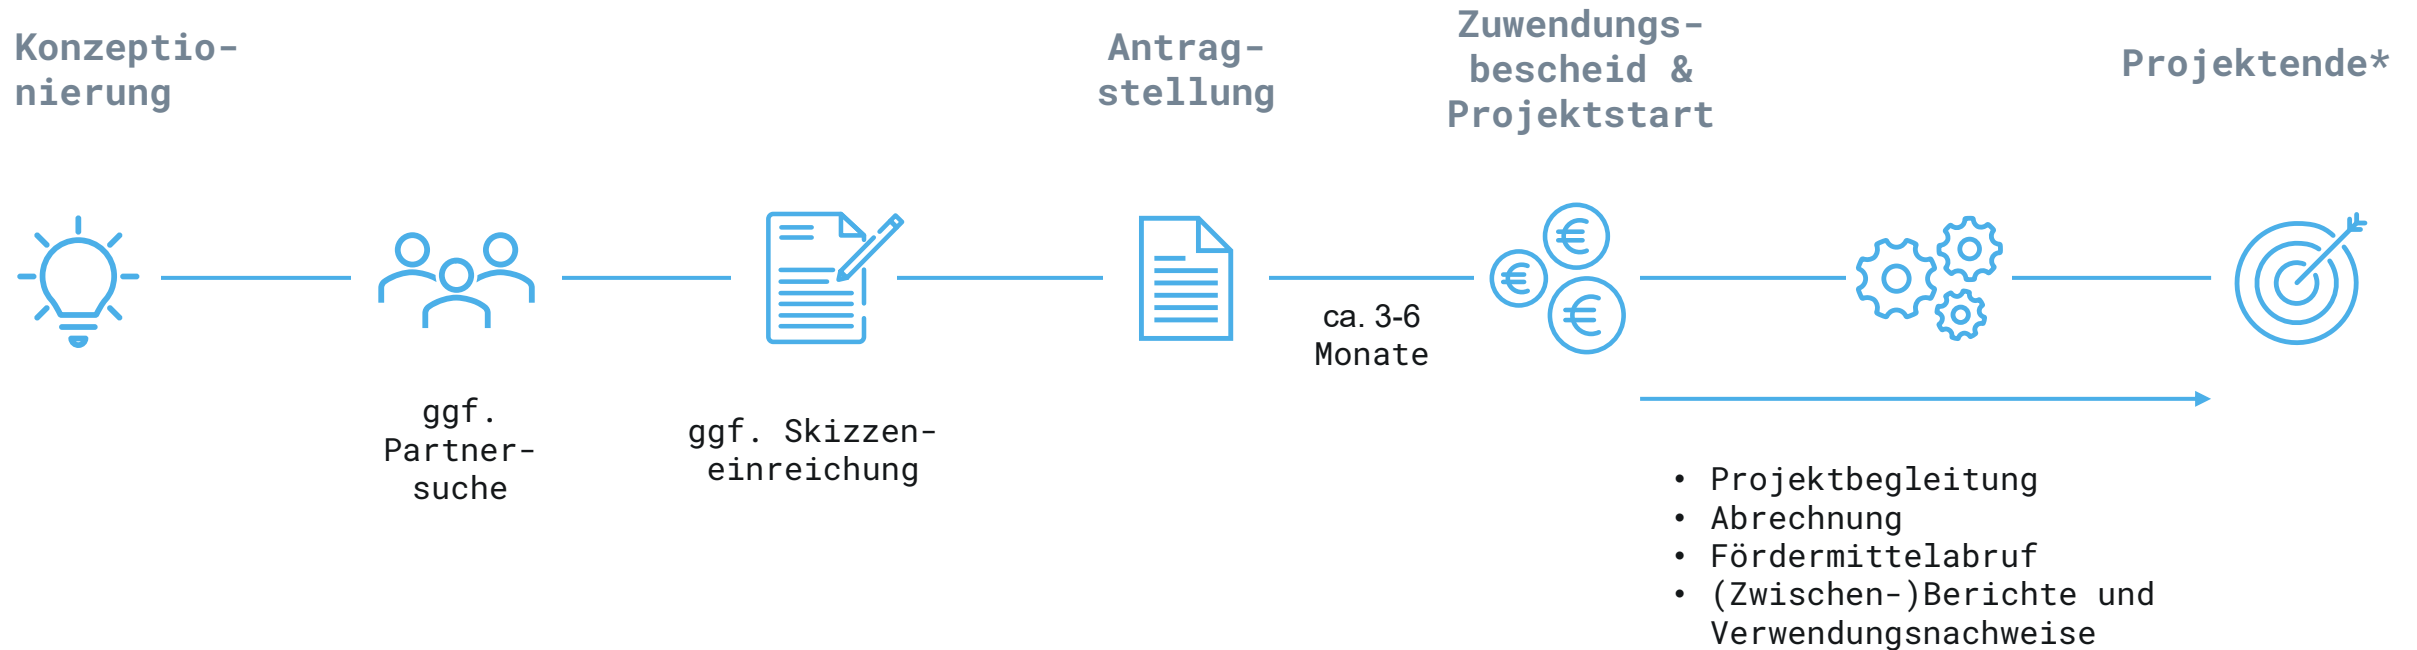 Konzeptio-
nierung
Antrag-
stellung
Zuwendungs-
bescheid &
Projektstart
Projektende*
ca. 3-6
Monate
ggf.
Partner-
suche
ggf. Skizzen-
einreichung
• Projektbegleitung
• Abrechnung
• Fördermittelabruf
• (Zwischen-)Berichte und
Verwendungsnachweise